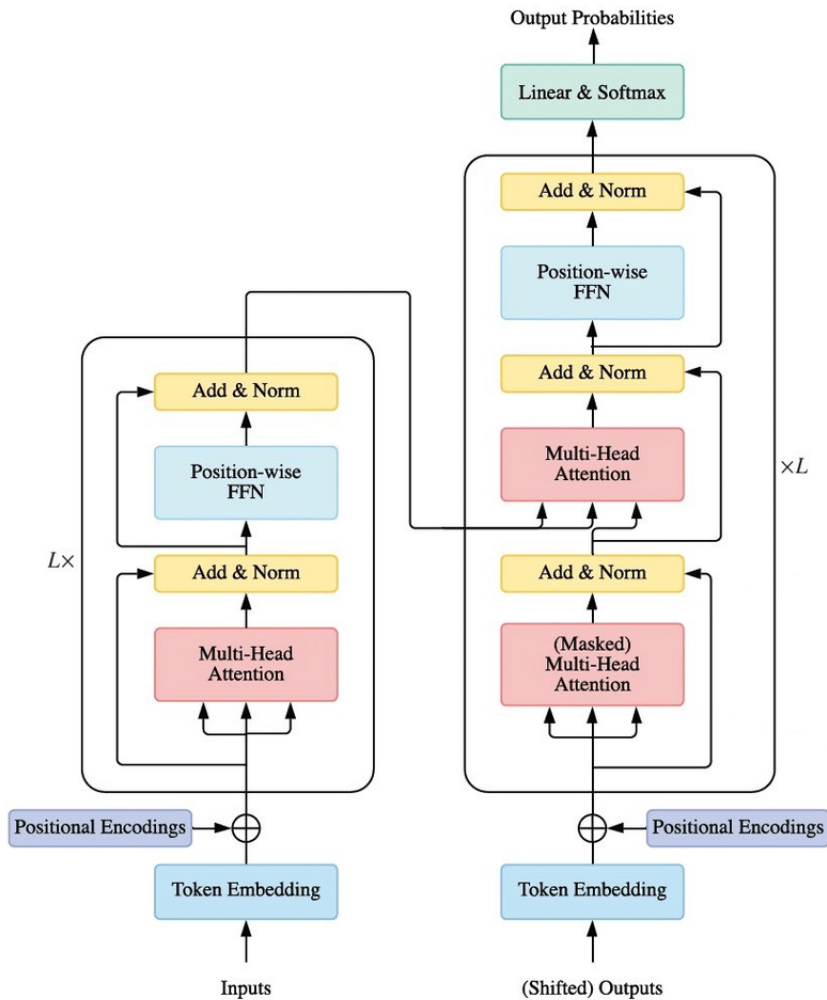 Output Probabilities
Linear & Softmax
Add & Norm
Position-wise
FFN
Add & Norm
Multi-Head
Attention
×L
Add & Norm
(Masked)
Multi-Head
Attention
Positional Encodings
Token Embedding
(Shifted) Outputs
Add & Norm
Position-wise
FFN
L×
Add & Norm
Multi-Head
Attention
Positional Encodings
Token Embedding
Inputs